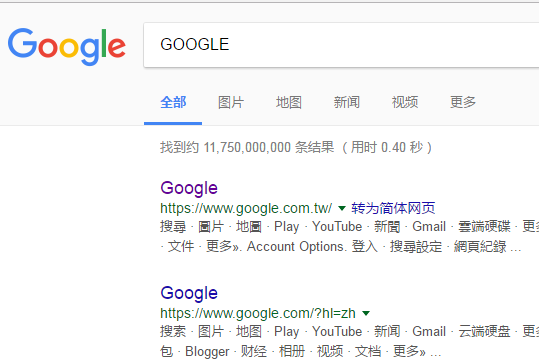 Google
GOOGLE
全部 图片 地图 新闻 视频 更多
找到约 11,750,000,000 条结果 （用时 0.40 秒）
Google
https://www.google.com.tw/ 转为简体网页
搜尋 · 圖片 · 地圖 · Play · YouTube · 新聞 · Gmail · 雲端硬碟 ·
· 文件 · 更多». Account Options. 登入 · 搜尋設定 · 網頁紀錄 ...
Google
https://www.google.com/?hl=zh
搜索 · 图片 · 地图 · Play · YouTube · 新闻 · Gmail · 云端硬盘 · 更
包 · Blogger · 财经 · 相册 · 视频 · 文档 · 更多» ...